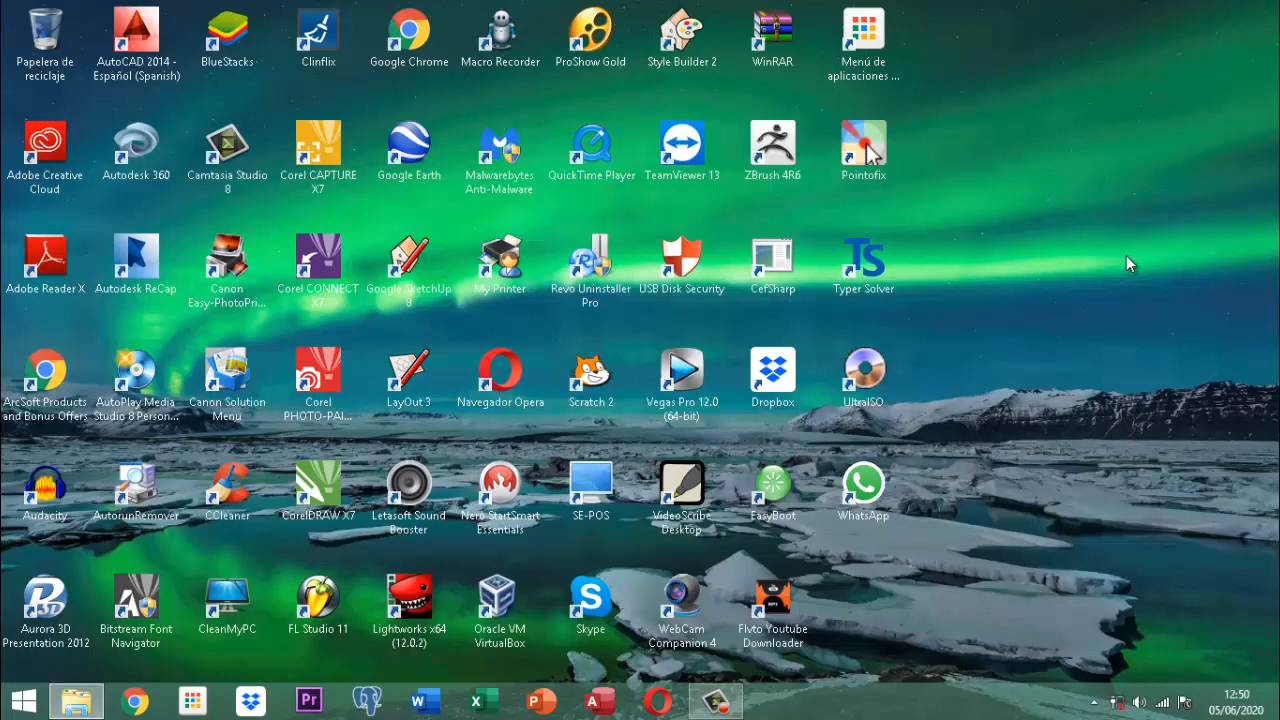 Papelera de
reciclaje
AutoCAD 2014 -
Español (Spanish)
BlueStacks
Clinflix
Google Chrome
Macro Recorder
ProShow Gold
Style Builder 2
WinRAR
Menú de
aplicaciones ...
Adobe Creative
Cloud
Autodesk 360
Camtasia Studio
8
Corel CAPTURE
X7
Google Earth
Malwarebytes
Anti-Malware
QuickTime Player
TeamViewer 13
ZBrush 4R6
Pointofix
Adobe Reader X
Autodesk ReCap
Canon
Easy-PhotoPri...
Corel CONNECT
X7
Google SketchUp
8
My Printer
Revo Uninstaller
Pro
USB Disk Security
CefSharp
TS
Typer Solver
ArcSoft Products
and Bonus Offers
AutoPlay Media
Studio 8 Person...
Canon Solution
Menu
Corel
PHOTO-PAI...
LayOut 3
Navegador Opera
Scratch 2
Vegas Pro 12.0
(64-bit)
Dropbox
UltraISO
Audacity
AutorunRemover
CCleaner
CorelDRAW X7
Letasoft Sound
Booster
Nero StartSmart
Essentials
SE-POS
VideoScribe
Desktop
EasyBoot
WhatsApp
Aurora 3D
Presentation 2012
Bitstream Font
Navigator
CleanMyPC
FL Studio 11
Lightworks x64
(12.0.2)
Oracle VM
VirtualBox
Skype
WebCam
Companion 4
Flvto Youtube
Downloader
Pr
W
X
P
A
12:50
05/06/2020